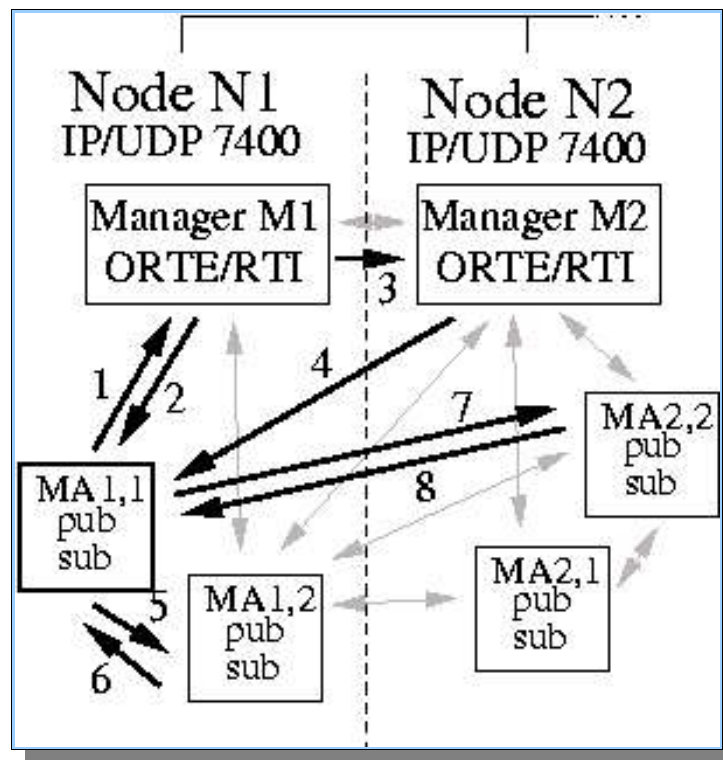 Node N1
IP/UDP 7400
Node N2
IP/UDP 7400
Manager M1
ORTE/RTI
Manager M2
ORTE/RTI
3
1
2
4
7
8
MA2,2
pub
sub
MA1,1
pub
sub
MA2,1
pub
sub
MA1,2
pub
sub
5
6